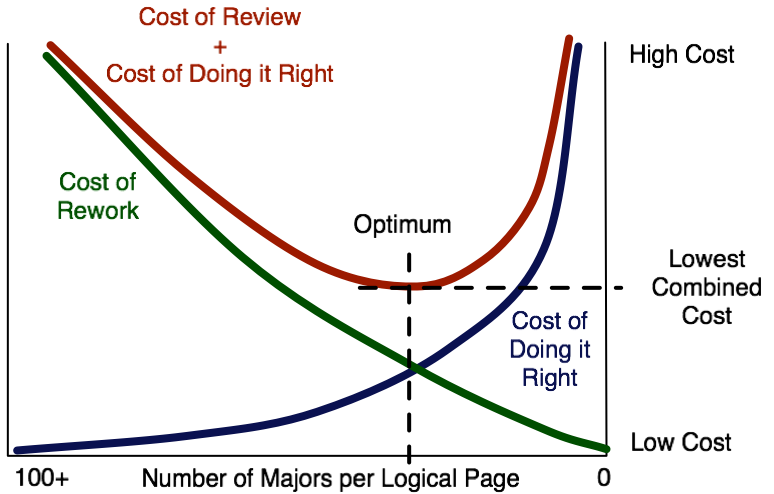 Cost of Review
+
Cost of Doing it Right
High Cost
Cost of
Rework
Optimum
Lowest
Combined
Cost
Cost of
Doing it
Right
Low Cost
100+
Number of Majors per Logical Page
0